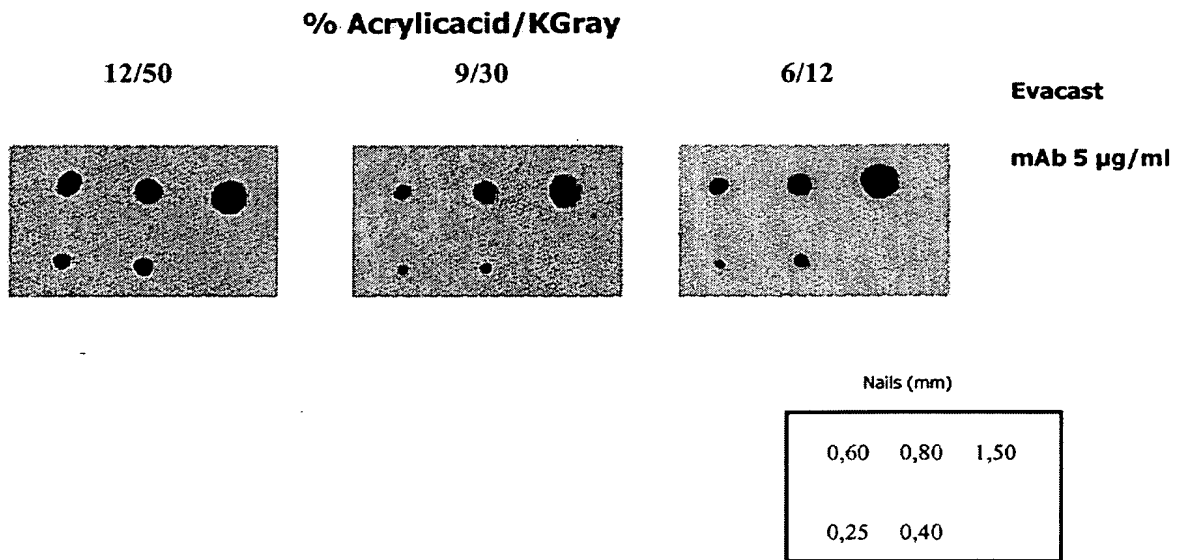 % Acrylicacid/KGray
12/50 9/30 6/12
Evacast
mAb 5 µg/ml
Nails (mm)
0,60 0,80 1,50
0,25 0,40